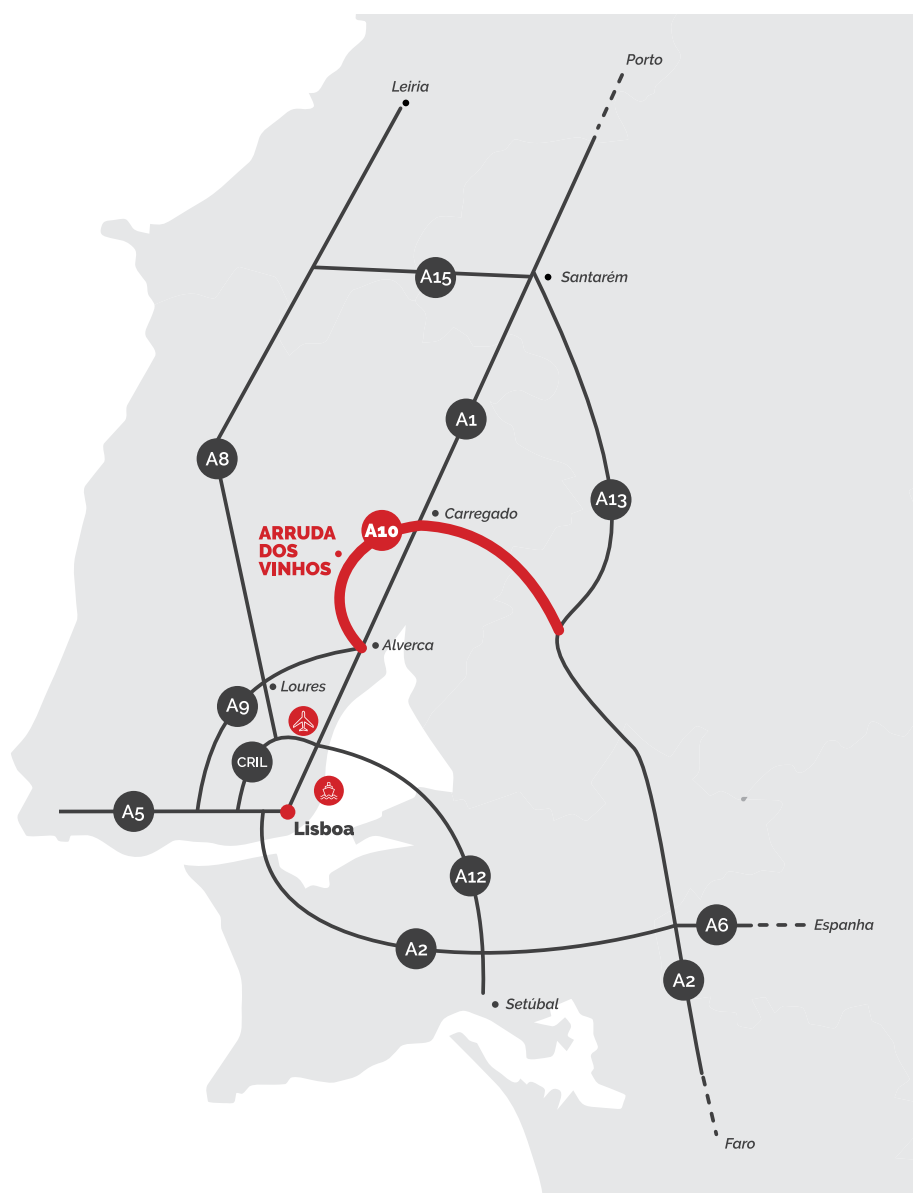 Porto
Leiria
A15
Santarém
A1
A8
A13
Carregado
A10
ARRUDA
DOS
VINHOS
Alverca
Loures
A9
CRIL
A5
Lisboa
A12
A6
Espanha
A2
A2
Setúbal
Faro